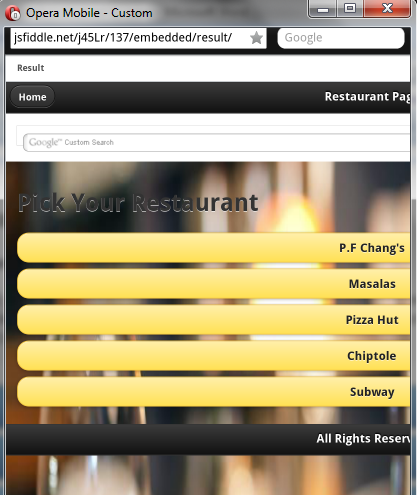 Opera Mobile - Custom
jsfiddle.net/j45Lr/137/embedded/result/
Google
Result
Home
Restaurant Pag
Google™ Custom Search
Pick Your Restaurant
P.F Chang's
Masalas
Pizza Hut
Chiptole
Subway
All Rights Reserv